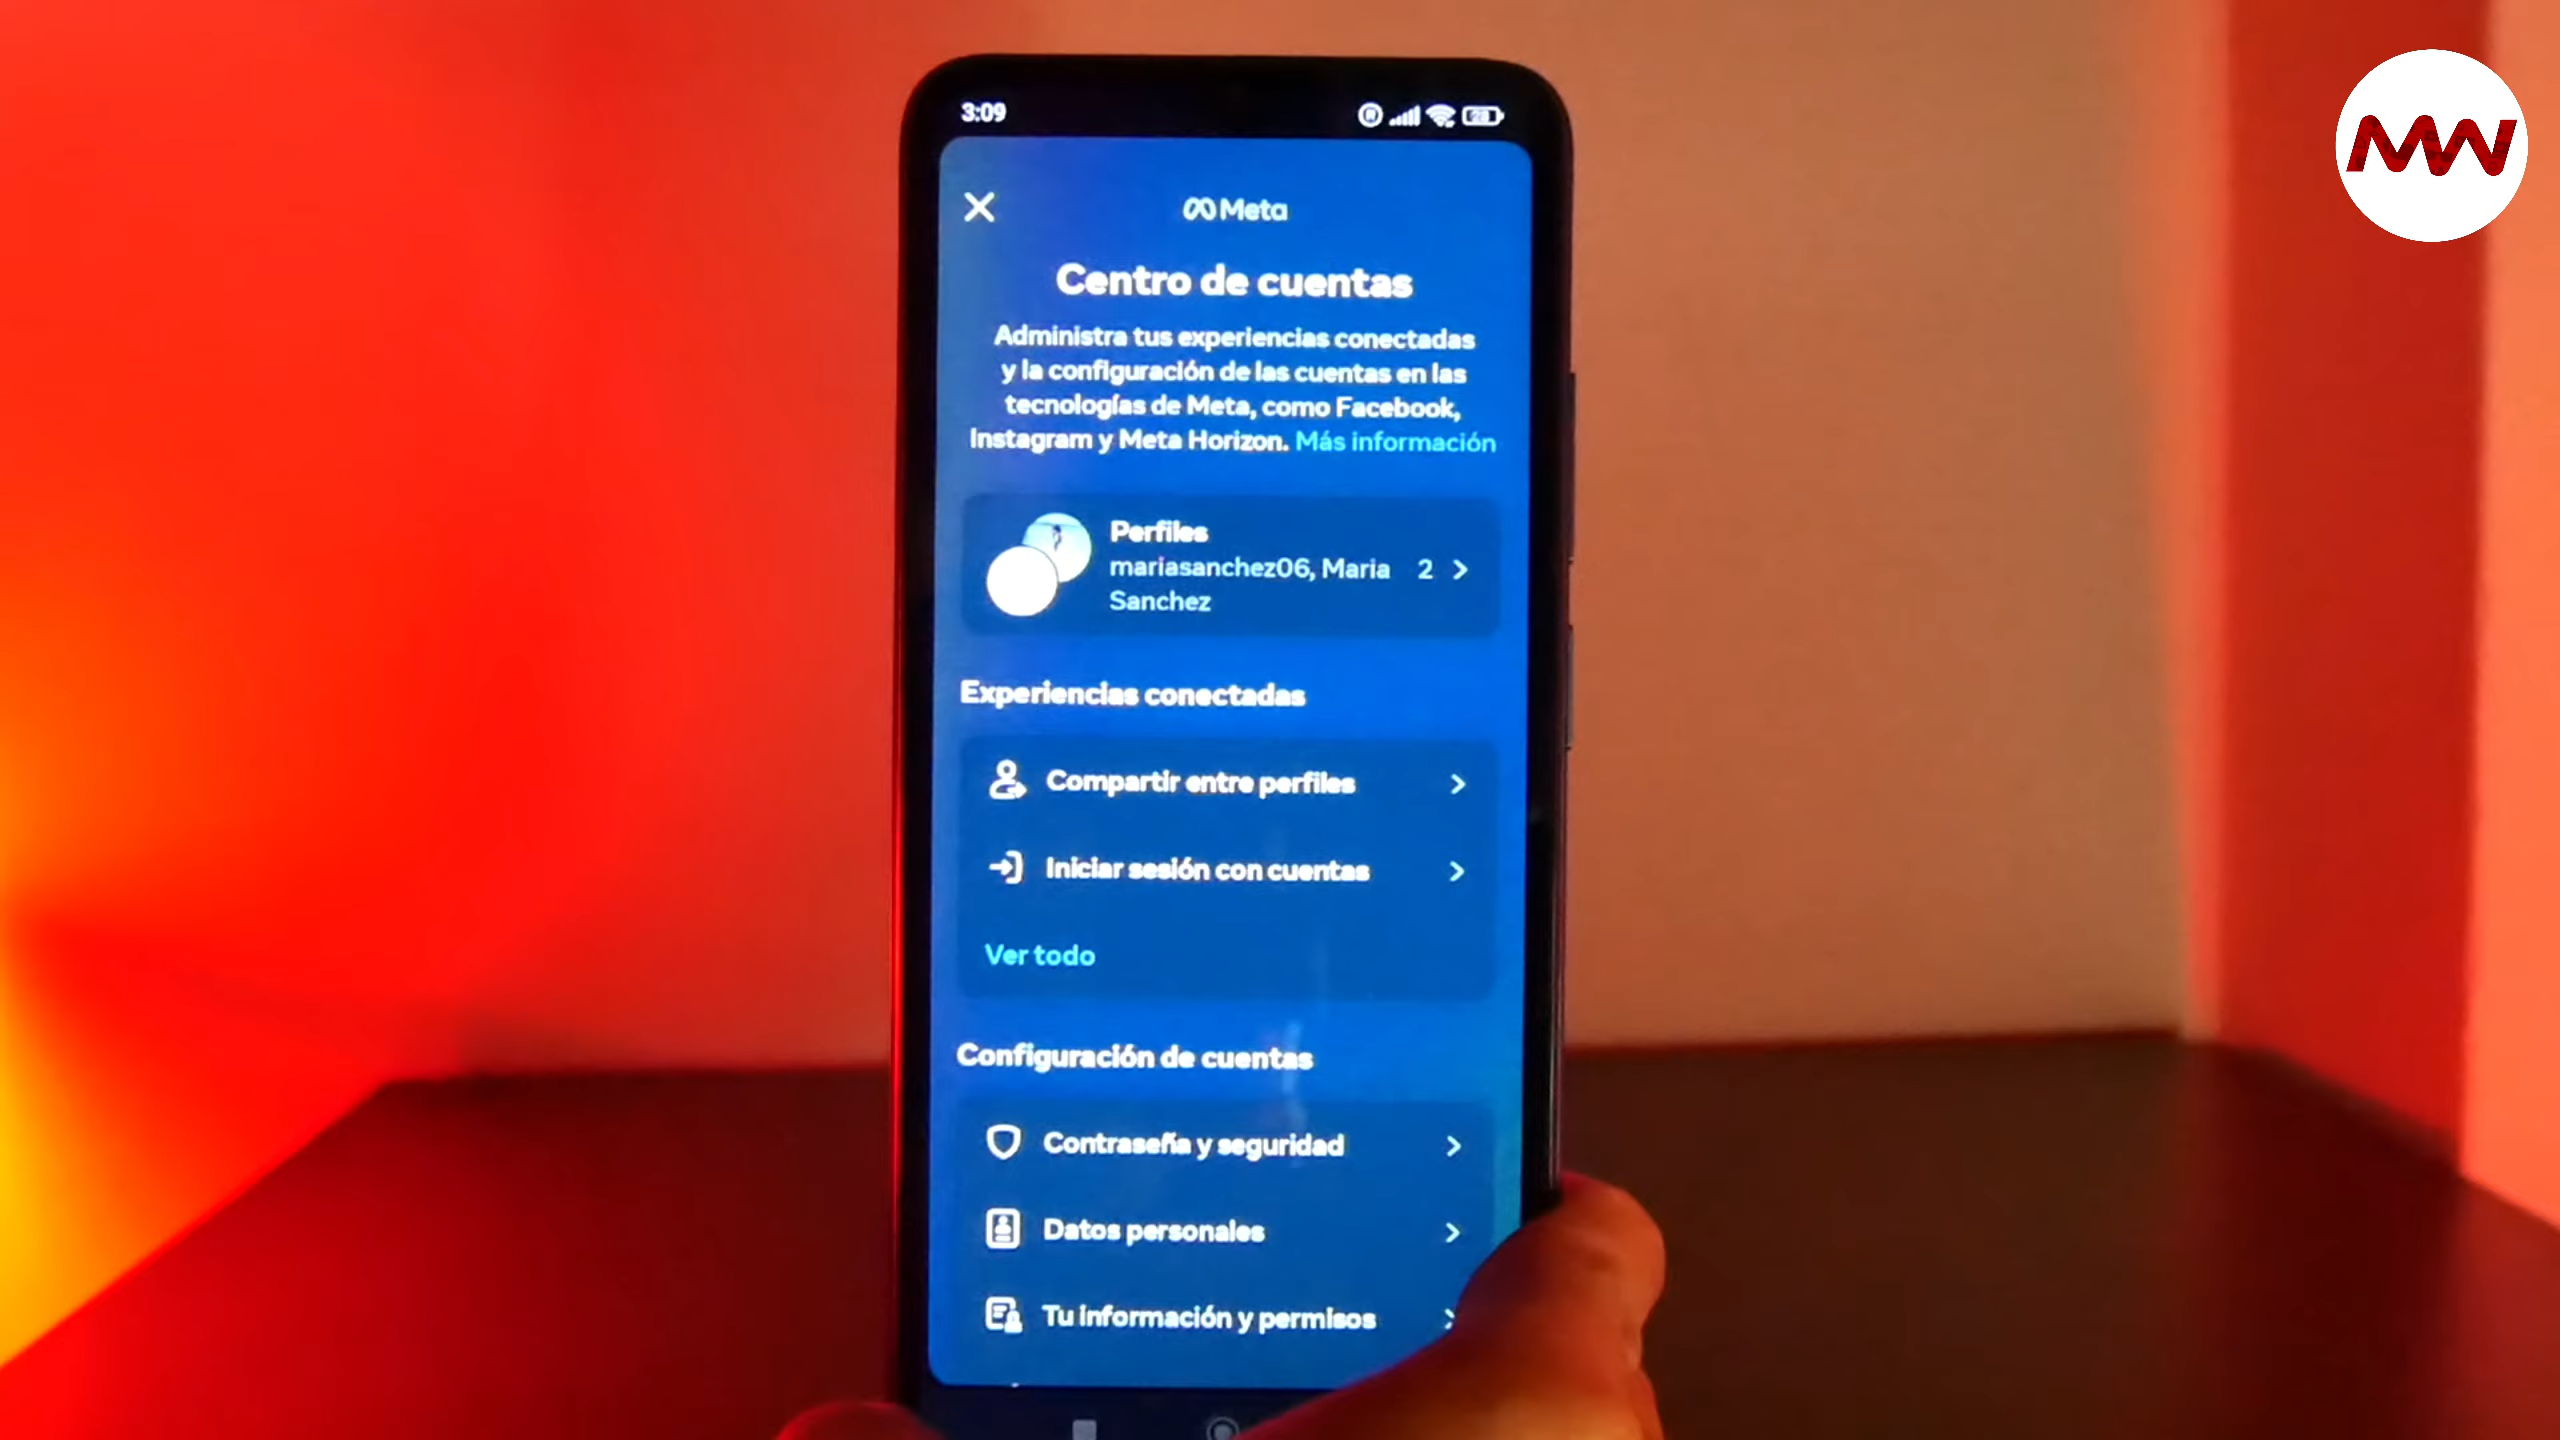 3:09
MW
Meta
Centro de cuentas
Administra tus experiencias conectadas
y la configuración de las cuentas en las
tecnologías de Meta, como Facebook,
Instagram y Meta Horizon. Más información
Perfiles
mariasanchez06, Maria 2
Sanchez
Experiencias conectadas
Compartir entre perfiles
Iniciar sesión con cuentas
Ver todo
Configuración de cuentas
Contraseña y seguridad
Datos personales
Tu información y permisos